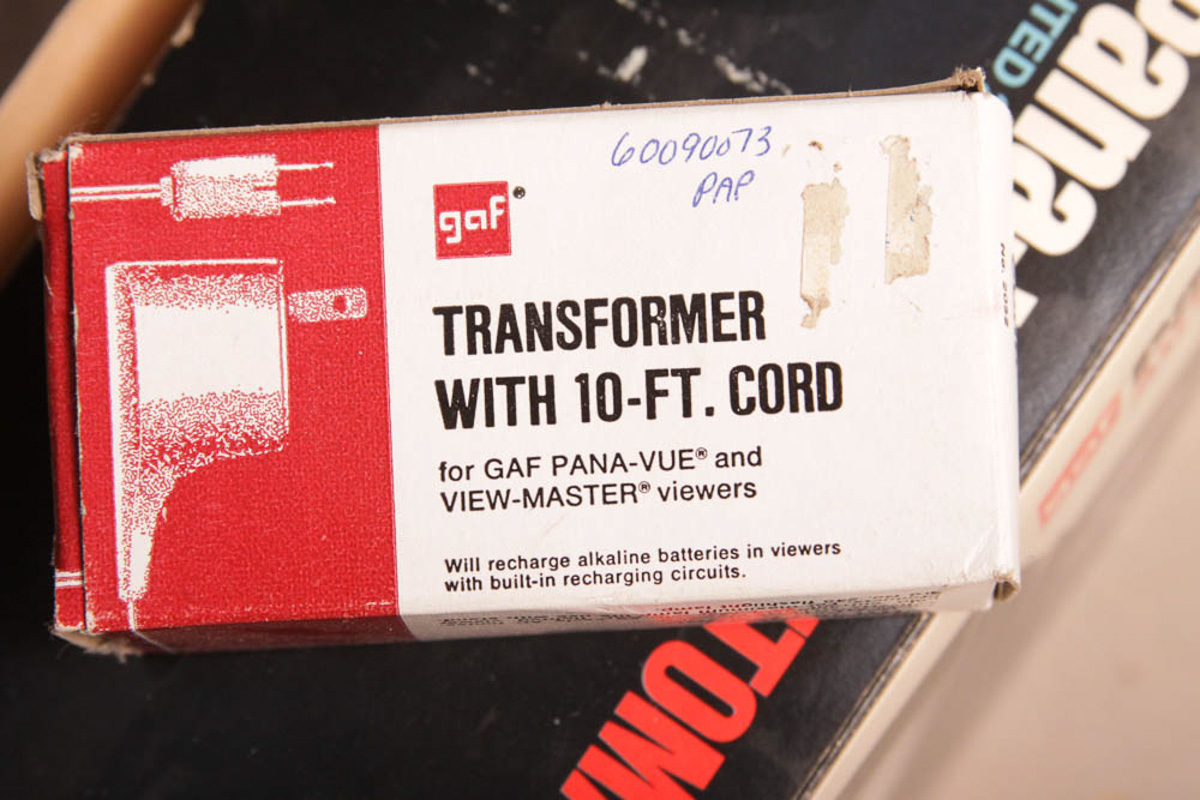 60090073
PAP
gaf
TRANSFORMER
WITH 10-FT. CORD
for GAF PANA-VUE® and
VIEW-MASTER® viewers
Will recharge alkaline batteries in viewers
with built-in recharging circuits.